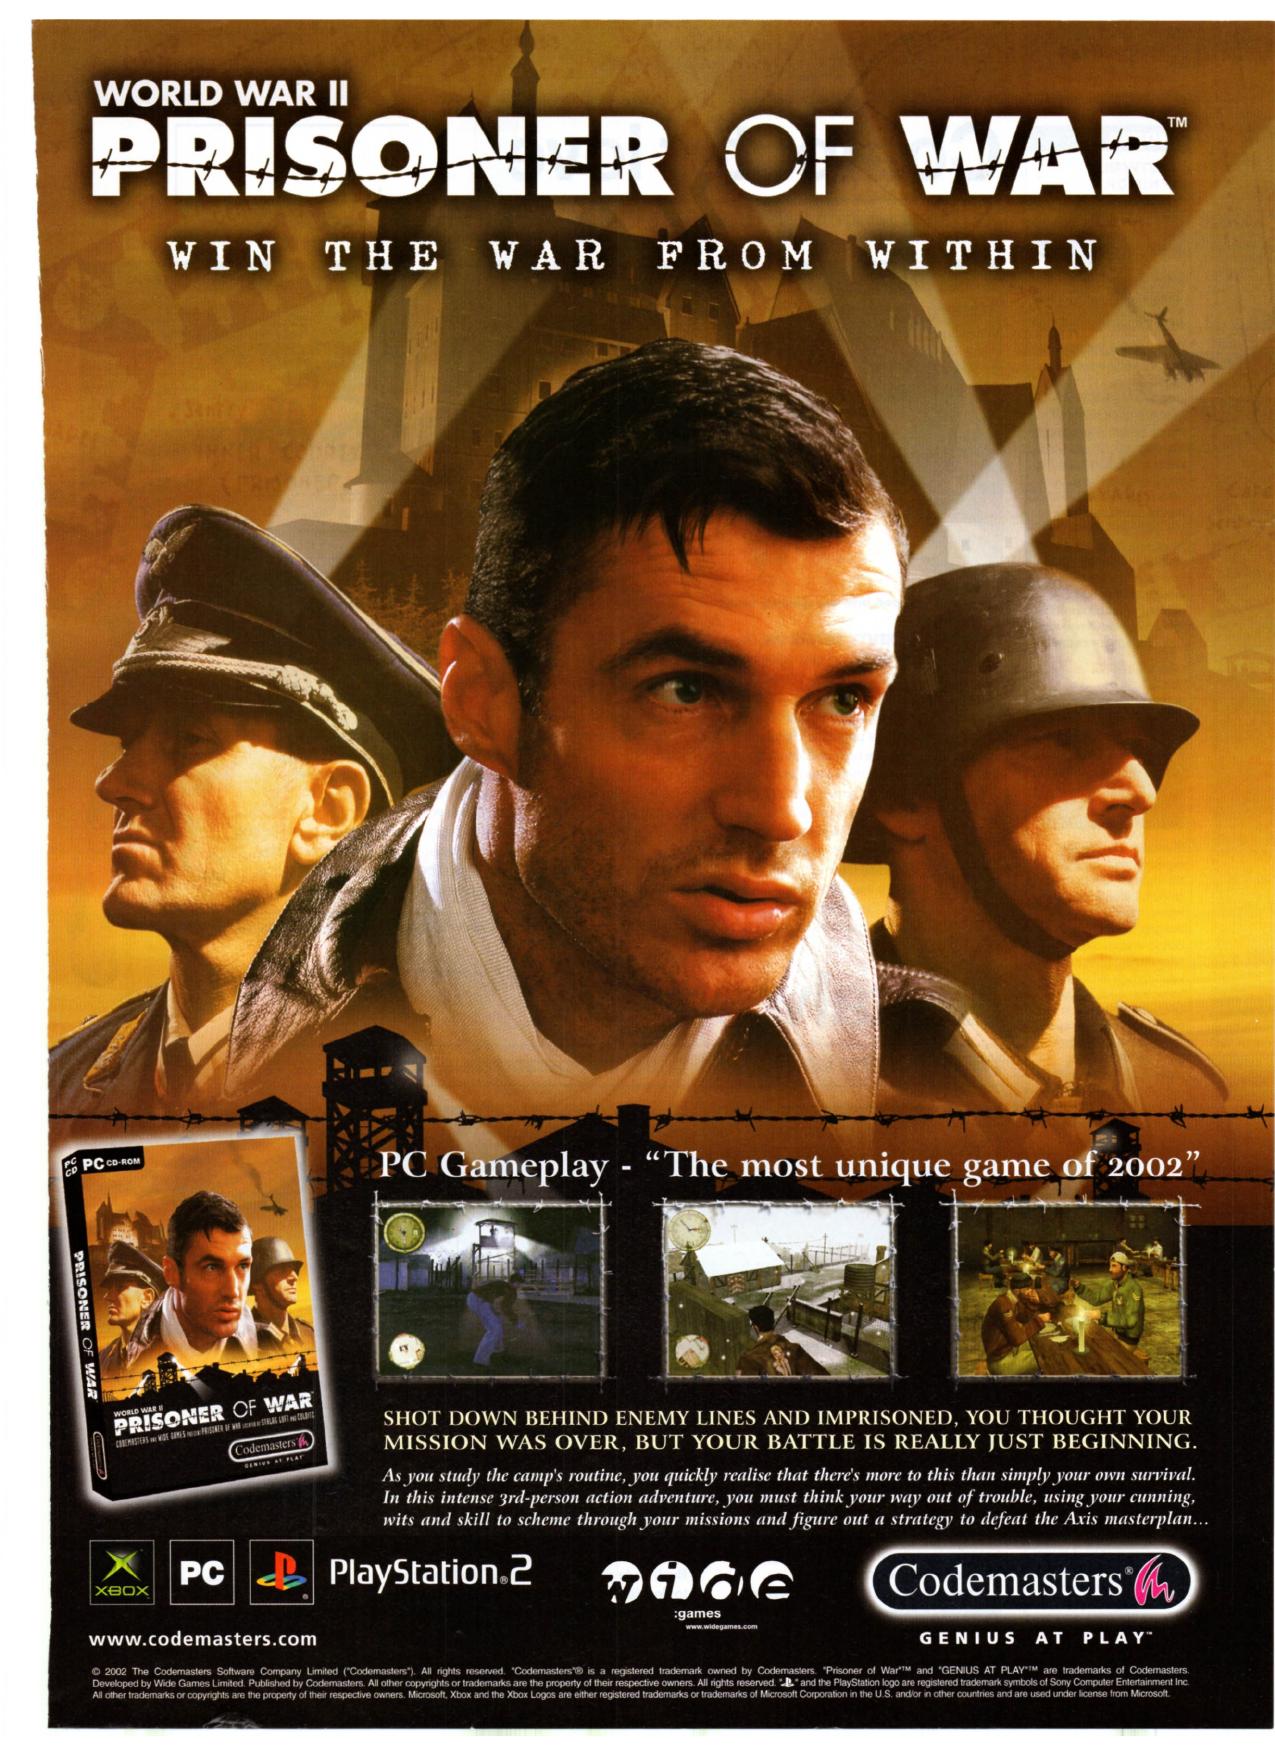 WORLD WAR II
PRISONER OF WAR™
WIN THE WAR FROM WITHIN
PC Gameplay - “The most unique game of 2002”
PC CD
PC CD-ROM
PRISONER OF WAR
WORLD WAR II
PRISONER OF WAR
Codemasters
GENIUS AT PLAY
SHOT DOWN BEHIND ENEMY LINES AND IMPRISONED, YOU THOUGHT YOUR
MISSION WAS OVER, BUT YOUR BATTLE IS REALLY JUST BEGINNING.
As you study the camp's routine, you quickly realise that there's more to this than simply your own survival.
In this intense 3rd-person action adventure, you must think your way out of trouble, using your cunning,
wits and skill to scheme through your missions and figure out a strategy to defeat the Axis masterplan...
XBOX
PC
PlayStation®2
wide
:games
www.widegames.com
Codemasters®
GENIUS AT PLAY™
www.codemasters.com
© 2002 The Codemasters Software Company Limited ("Codemasters"). All rights reserved. "Codemasters"® is a registered trademark owned by Codemasters. "Prisoner of War"™ and "GENIUS AT PLAY"™ are trademarks of Codemasters.
Developed by Wide Games Limited. Published by Codemasters. All other copyrights or trademarks are the property of their respective owners. All rights reserved. " " and the PlayStation logo are registered trademark symbols of Sony Computer Entertainment Inc.
All other trademarks or copyrights are the property of their respective owners. Microsoft, Xbox and the Xbox Logos are either registered trademarks or trademarks of Microsoft Corporation in the U.S. and/or in other countries and are used under license from Microsoft.